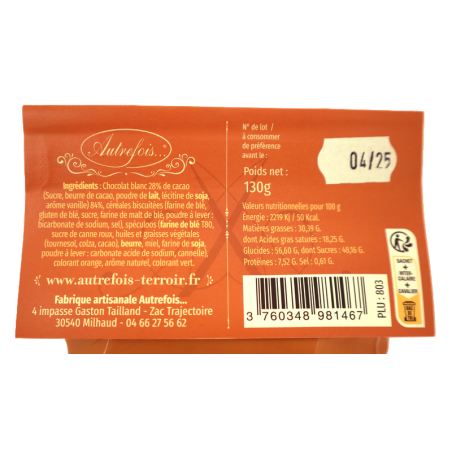 Autrefois...
Ingrédients : Chocolat blanc 28% de cacao
(Sucre, beurre de cacao, poudre de lait, lécitine de soja,
arôme vanille) 84%, céréales biscuitées (farine de blé,
gluten de blé, sucre, farine de malt de blé, poudre à lever :
bicarbonate de sodium, sel), spéculoos (farine de blé T80,
sucre de canne roux, huiles et graisses végétales
(tournesol, colza, cacao), beurre, miel, farine de soja,
poudre à lever : carbonate acide de sodium, cannelle),
colorant orange, arôme naturel, colorant vert.
www.autrefois-terroir.fr
Fabrique artisanale Autrefois...
4 impasse Gaston Tailland - Zac Trajectoire
30540 Milhaud - 04 66 27 56 62
N° de lot /
à consommer
de préférence
avant le :
04/25
Poids net :
130g
Valeurs nutritionnelles pour 100 g
Énergie : 2219 Kj / 50 Kcal.
Matières grasses : 30,39 G.
dont Acides gras saturés : 18,25 G.
Glucides : 56,60 G, dont Sucres : 48,16 G.
Protéines : 7,52 G. Sel : 0,61 G.
3 760348 981467
PLU : 803
SACHET
+
INTER-
CALAIRE
+
CAVALIER